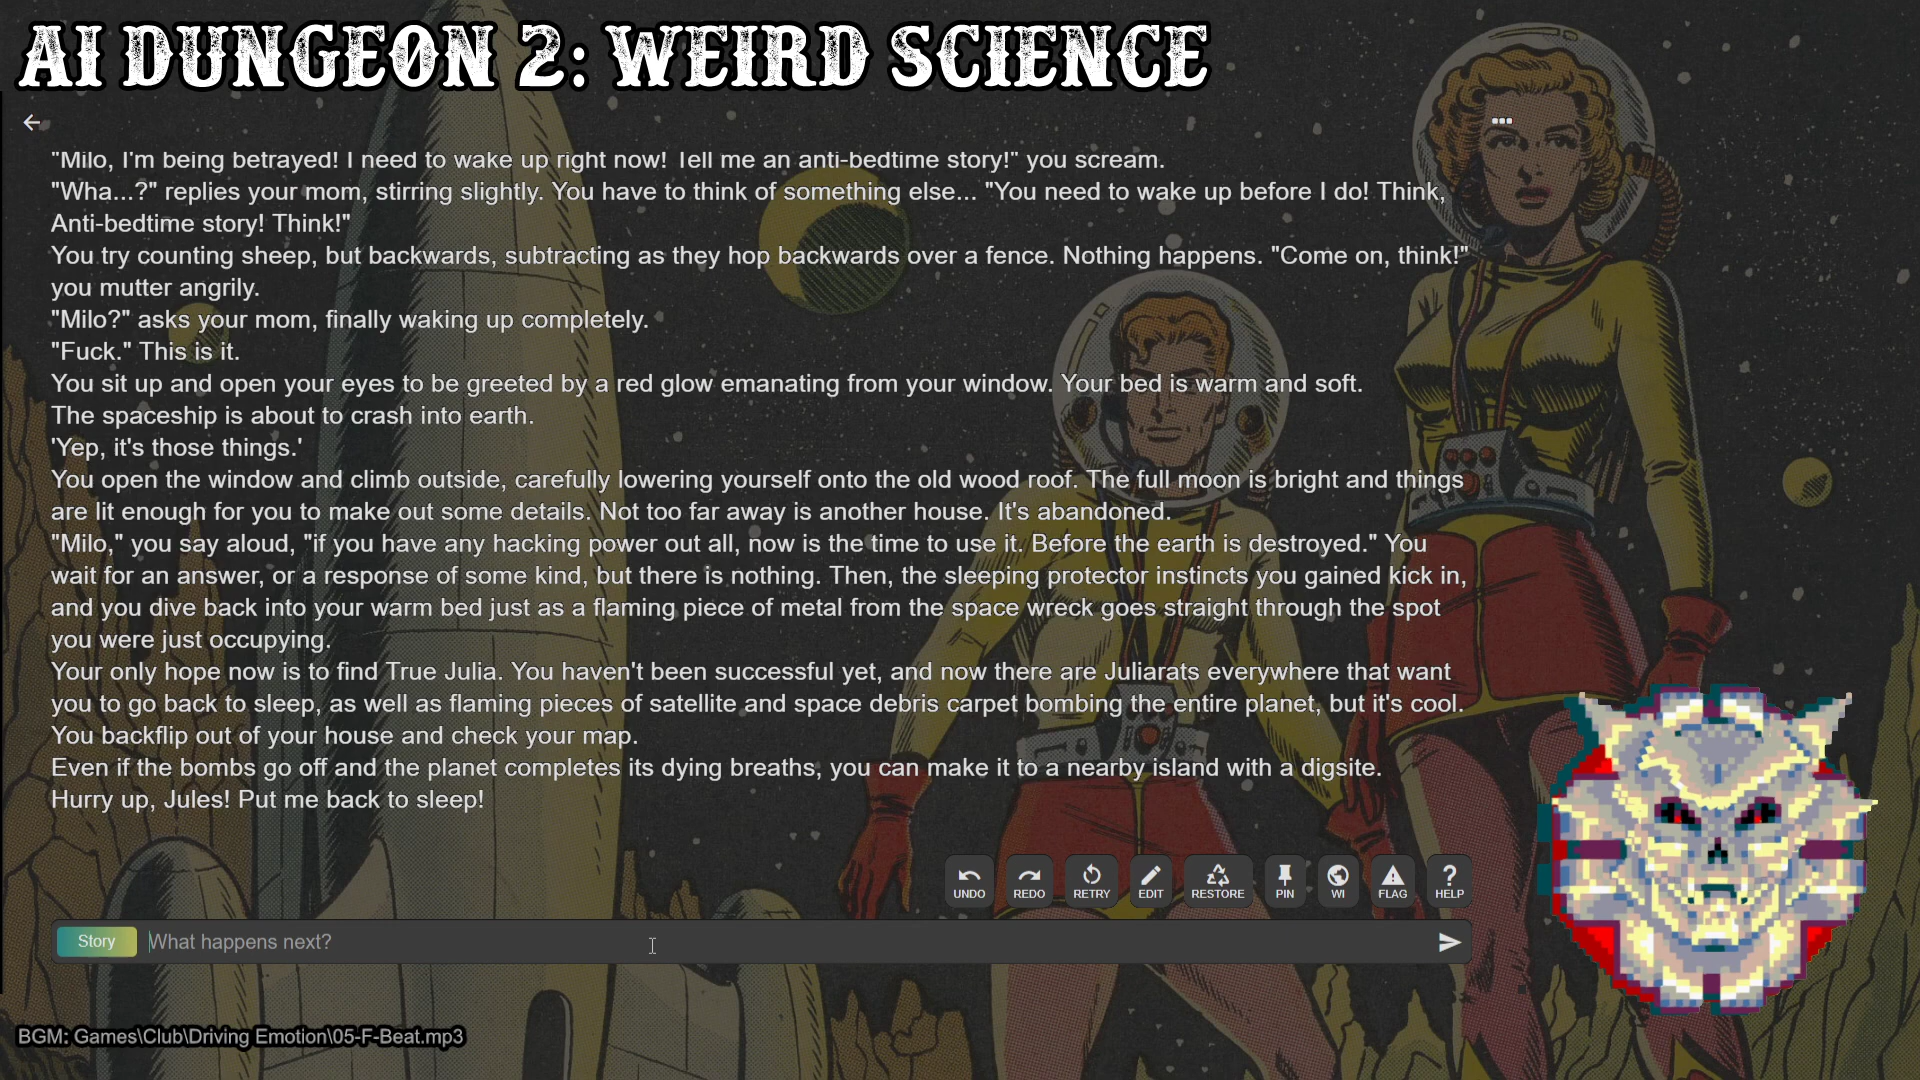 AI DUNGEON 2: WEIRD SCIENCE
"Milo, I'm being betrayed! I need to wake up right now! Tell me an anti-bedtime story!" you scream.
"Wha...?" replies your mom, stirring slightly. You have to think of something else... "You need to wake up before I do! Think,
Anti-bedtime story! Think!"
You try counting sheep, but backwards, subtracting as they hop backwards over a fence. Nothing happens. "Come on, think!"
you mutter angrily.
"Milo?" asks your mom, finally waking up completely.
"Fuck." This is it.
You sit up and open your eyes to be greeted by a red glow emanating from your window. Your bed is warm and soft.
The spaceship is about to crash into earth.
'Yep, it's those things.'
You open the window and climb outside, carefully lowering yourself onto the old wood roof. The full moon is bright and things
are lit enough for you to make out some details. Not too far away is another house. It's abandoned.
"Milo," you say aloud, "if you have any hacking power out all, now is the time to use it. Before the earth is destroyed." You
wait for an answer, or a response of some kind, but there is nothing. Then, the sleeping protector instincts you gained kick in,
and you dive back into your warm bed just as a flaming piece of metal from the space wreck goes straight through the spot
you were just occupying.
Your only hope now is to find True Julia. You haven't been successful yet, and now there are Juliarats everywhere that want
you to go back to sleep, as well as flaming pieces of satellite and space debris carpet bombing the entire planet, but it's cool.
You backflip out of your house and check your map.
Even if the bombs go off and the planet completes its dying breaths, you can make it to a nearby island with a digsite.
Hurry up, Jules! Put me back to sleep!
UNDO REDO RETRY EDIT RESTORE PIN WI FLAG HELP
Story What happens next?
BGM: Games\Club\Driving Emotion\05-F-Beat.mp3